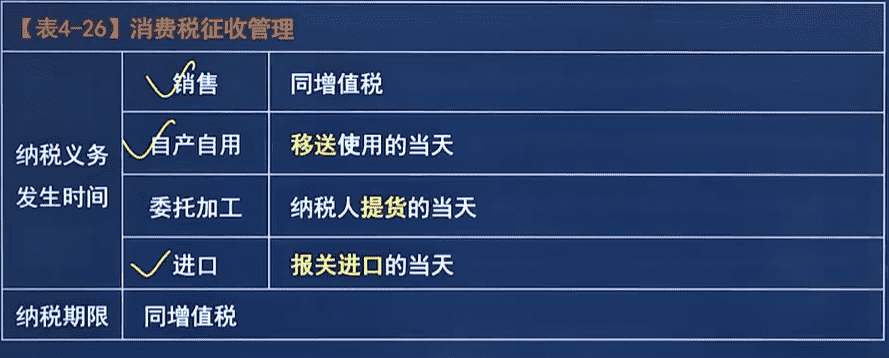 【表4-26】消费税征收管理
纳税义务
发生时间
销售
同增值税
自产自用
移送使用的当天
委托加工
纳税人提货的当天
进口
报关进口的当天
纳税期限
同增值税